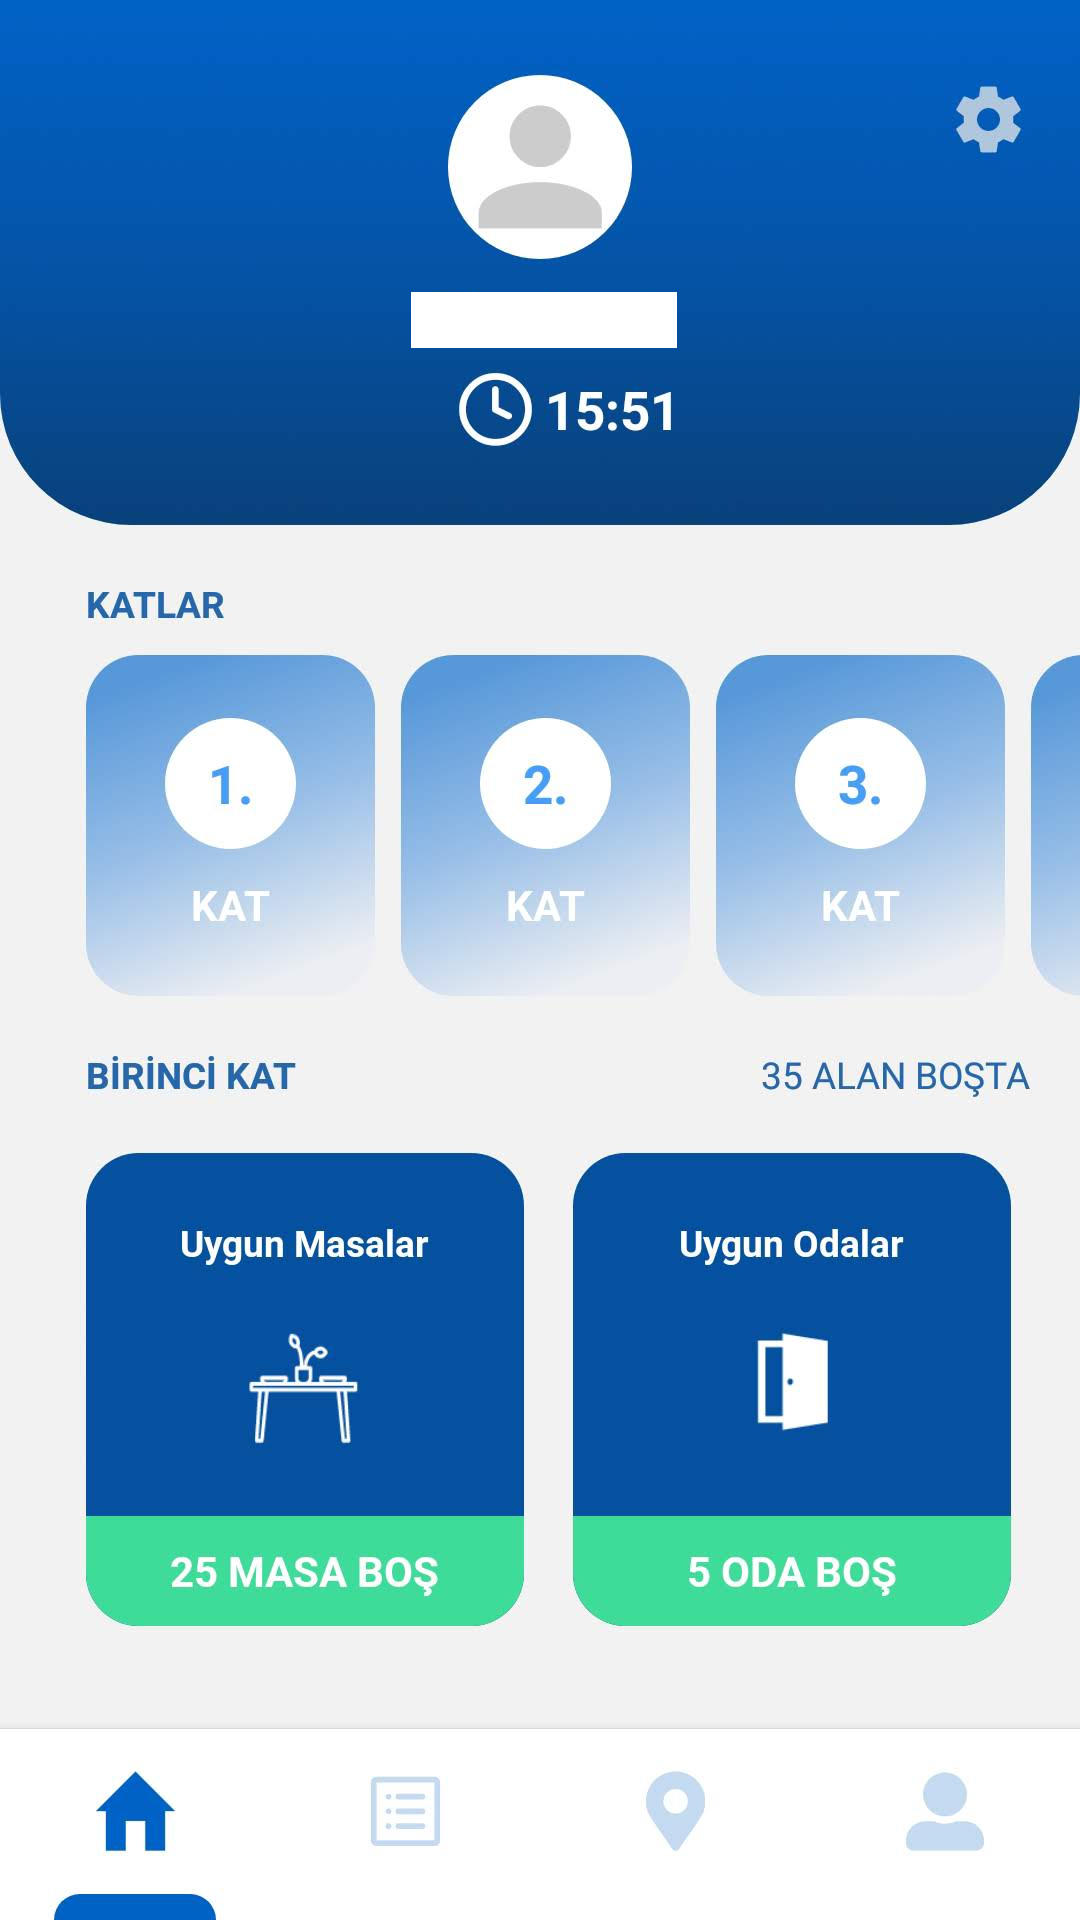 15:51
KATLAR
1.
2.
3.
KAT
KAT
KAT
BİRİNCİ KAT
35 ALAN BOŞTA
Uygun Masalar
Uygun Odalar
25 MASA BOŞ
5 ODA BOŞ